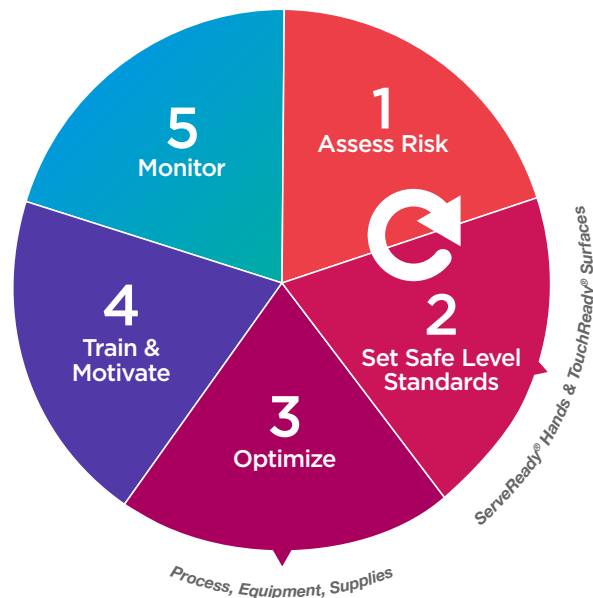 1
Assess Risk
2
Set Safe Level
Standards
ServeReady® Hands & TouchReady® Surfaces
3
Optimize
Process, Equipment, Supplies
4
Train &
Motivate
5
Monitor